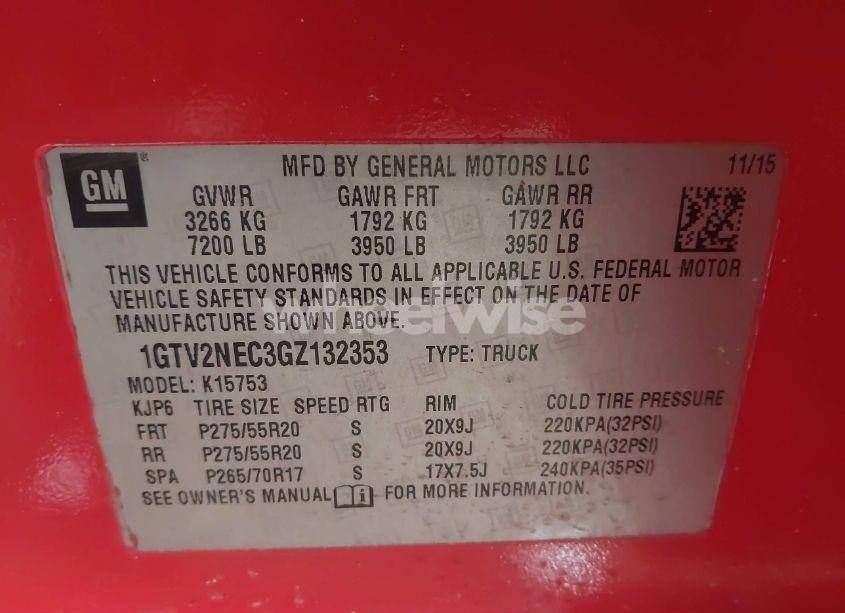 GM
MFD BY GENERAL MOTORS LLC 11/15
GVWR GAWR FRT GAWR RR
3266 KG 1792 KG 1792 KG
7200 LB 3950 LB 3950 LB
THIS VEHICLE CONFORMS TO ALL APPLICABLE U.S. FEDERAL MOTOR
VEHICLE SAFETY STANDARDS IN EFFECT ON THE DATE OF
MANUFACTURE SHOWN ABOVE.
wheelwise
1GTV2NEC3GZ132353 TYPE: TRUCK
MODEL: K15753
KJP6 TIRE SIZE SPEED RTG RIM COLD TIRE PRESSURE
FRT P275/55R20 S 20X9J 220KPA(32PSI)
RR P275/55R20 S 20X9J 220KPA(32PSI)
SPA P265/70R17 S 17X7.5J 240KPA(35PSI)
SEE OWNER'S MANUAL FOR MORE INFORMATION.